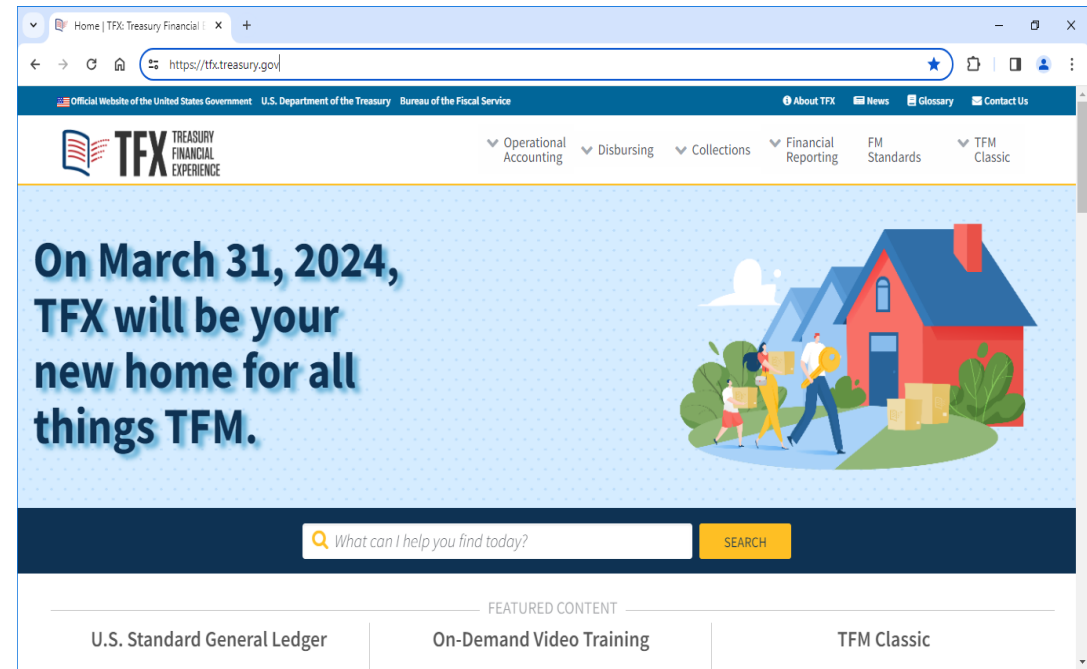 Home | TFX: Treasury Financial E
https://tfx.treasury.gov
Official Website of the United States Government U.S. Department of the Treasury Bureau of the Fiscal Service About TFX News Glossary Contact Us
TFX TREASURY
FINANCIAL
EXPERIENCE
Operational
Accounting
Disbursing
Collections
Financial
Reporting
FM
Standards
TFM
Classic
On March 31, 2024,
TFX will be your
new home for all
things TFM.
What can I help you find today? SEARCH
FEATURED CONTENT
U.S. Standard General Ledger On-Demand Video Training TFM Classic